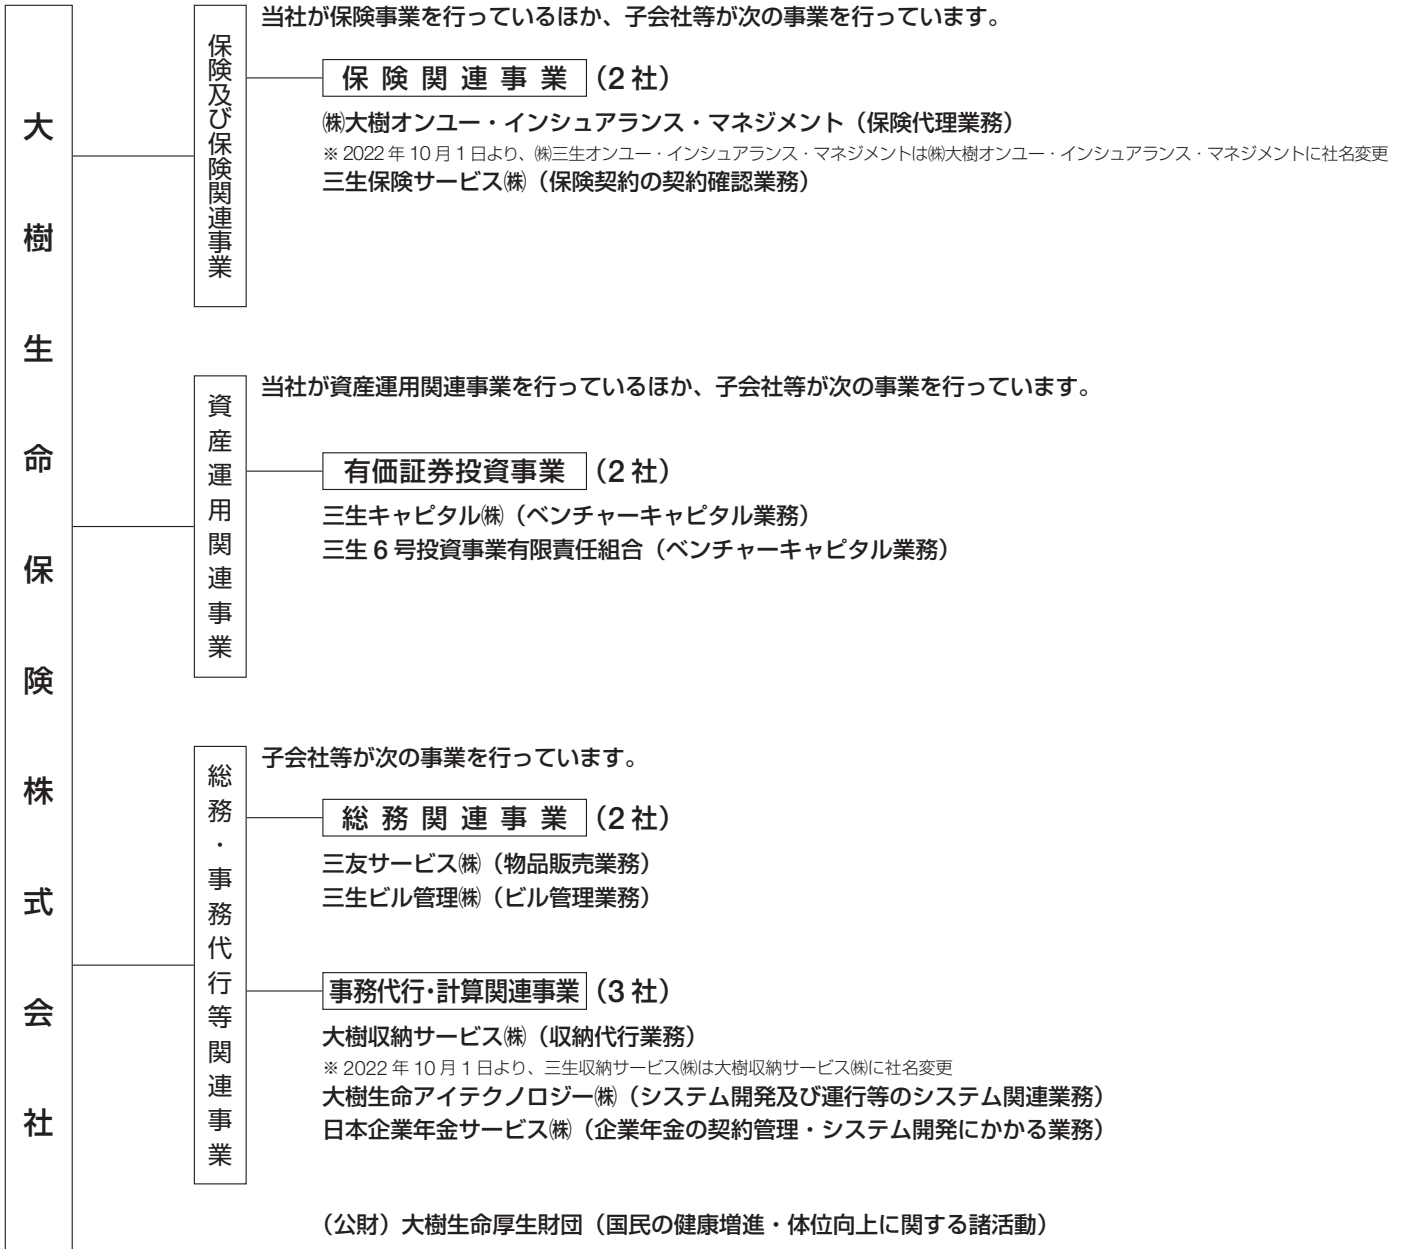 大樹生命保険株式会社
保険及び保険関連事業
当社が保険事業を行っているほか、子会社等が次の事業を行っています。
保険関連事業（2社）
㈱大樹オンユー・インシュアランス・マネジメント（保険代理業務）
※ 2022年10月1日より、㈱三生オンユー・インシュアランス・マネジメントは㈱大樹オンユー・インシュアランス・マネジメントに社名変更
三生保険サービス㈱（保険契約の契約確認業務）
資産運用関連事業
当社が資産運用関連事業を行っているほか、子会社等が次の事業を行っています。
有価証券投資事業（2社）
三生キャピタル㈱（ベンチャーキャピタル業務）
三生6号投資事業有限責任組合（ベンチャーキャピタル業務）
総務・事務代行等関連事業
子会社等が次の事業を行っています。
総務関連事業（2社）
三友サービス㈱（物品販売業務）
三生ビル管理㈱（ビル管理業務）
事務代行・計算関連事業（3社）
大樹収納サービス㈱（収納代行業務）
※ 2022年10月1日より、三生収納サービス㈱は大樹収納サービス㈱に社名変更
大樹生命アイテクノロジー㈱（システム開発及び運行等のシステム関連業務）
日本企業年金サービス㈱（企業年金の契約管理・システム開発にかかる業務）
（公財）大樹生命厚生財団（国民の健康増進・体位向上に関する諸活動）